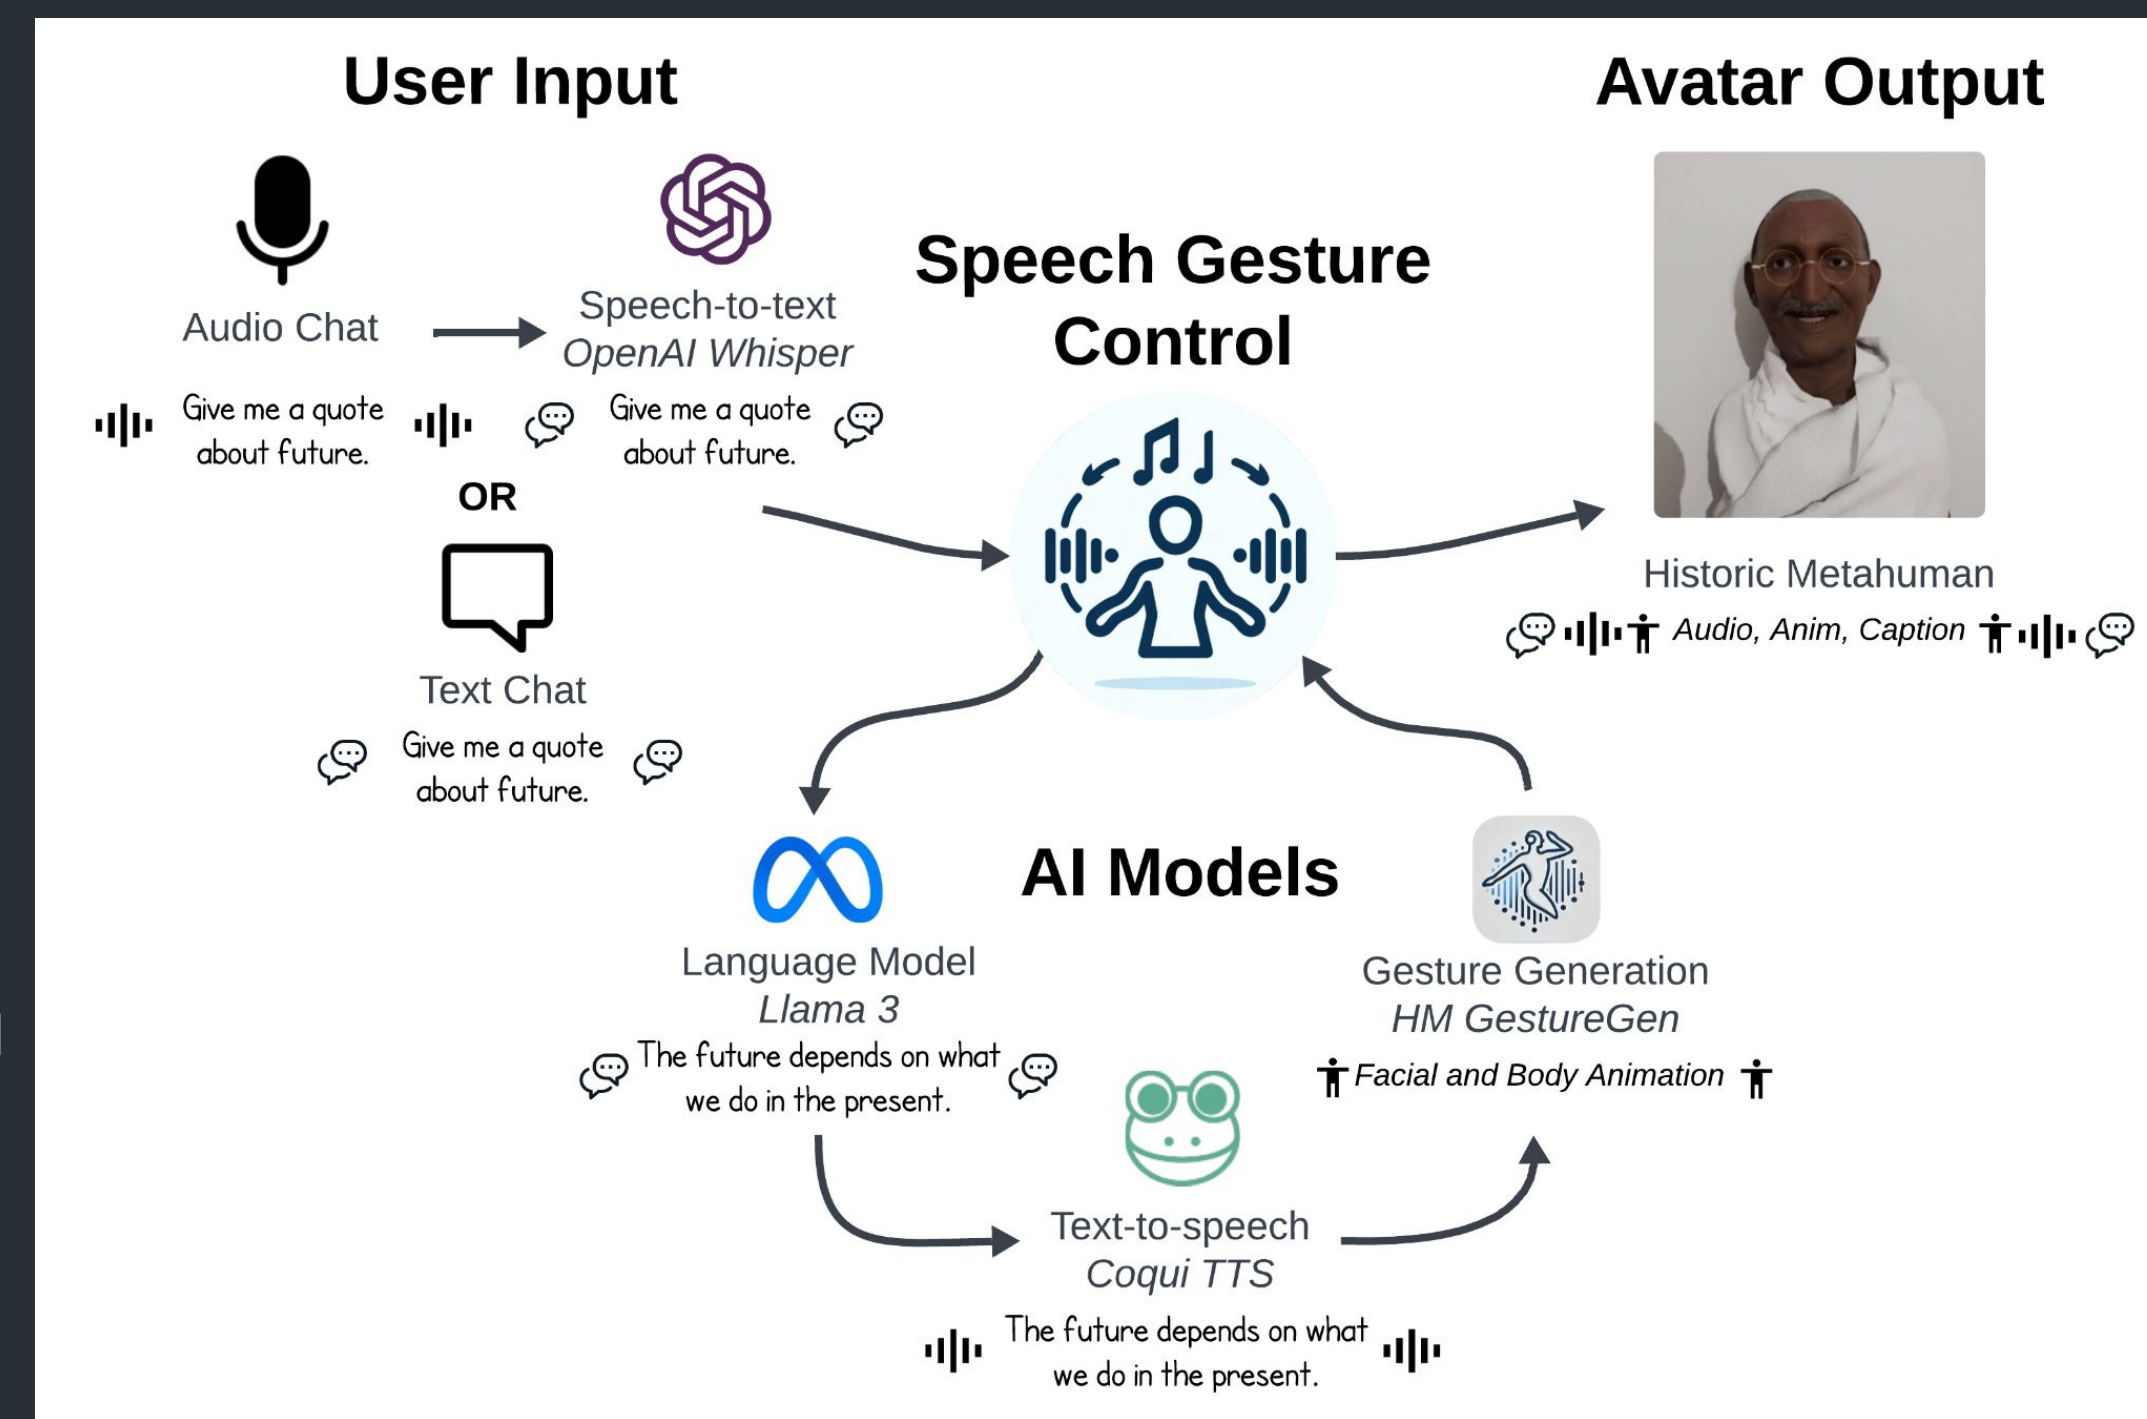 User Input
Audio Chat
Give me a quote
about future.
Speech-to-text
OpenAI Whisper
Give me a quote
about future.
OR
Text Chat
Give me a quote
about future.
Speech Gesture
Control
Avatar Output
Historic Metahuman
Audio, Anim, Caption
AI Models
Language Model
Llama 3
The future depends on what
we do in the present.
Text-to-speech
Coqui TTS
The future depends on what
we do in the present.
Gesture Generation
HM GestureGen
Facial and Body Animation